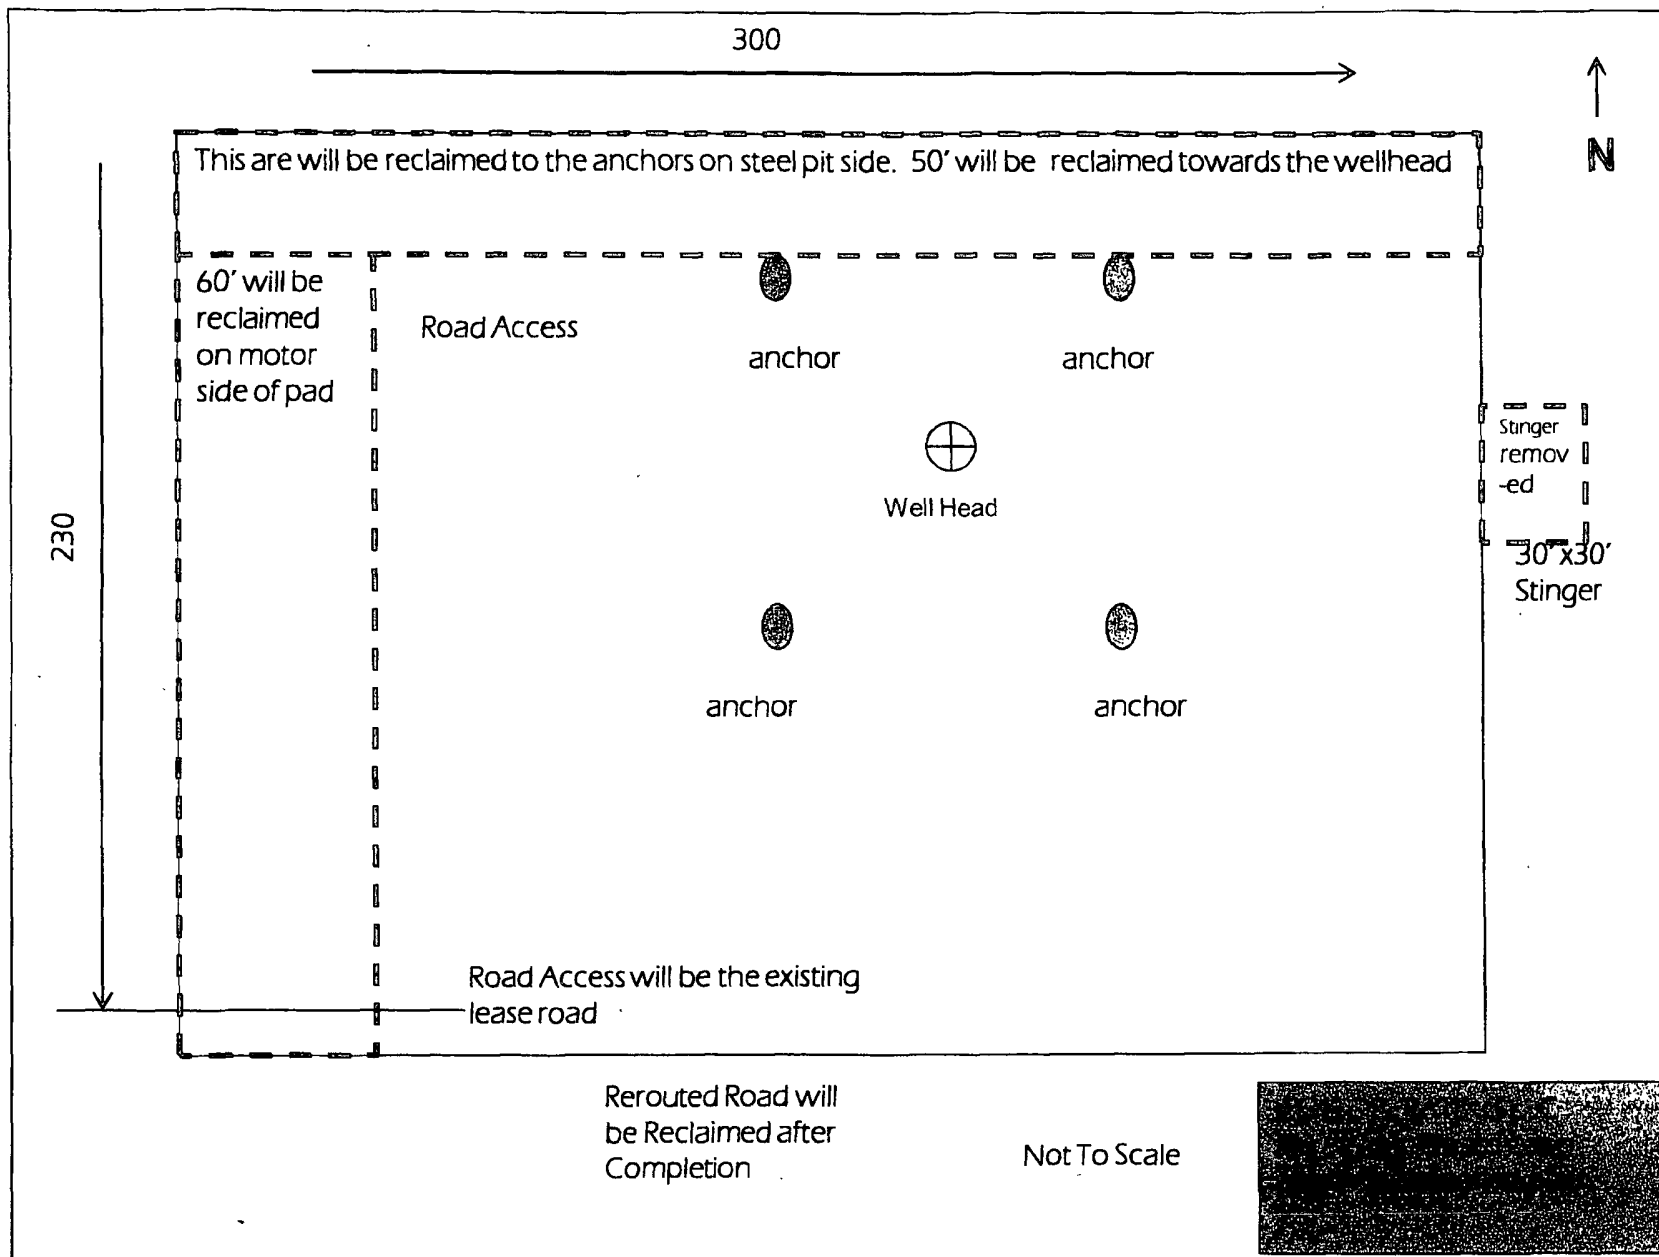 300
N
This are will be reclaimed to the anchors on steel pit side. 50' will be reclaimed towards the wellhead
60' will be
reclaimed
on motor
side of pad
Road Access
anchor
anchor
Stinger
remov
-ed
Well Head
230
30'x30'
Stinger
anchor
anchor
Road Access will be the existing
lease road
Rerouted Road will
be Reclaimed after
Completion
Not To Scale